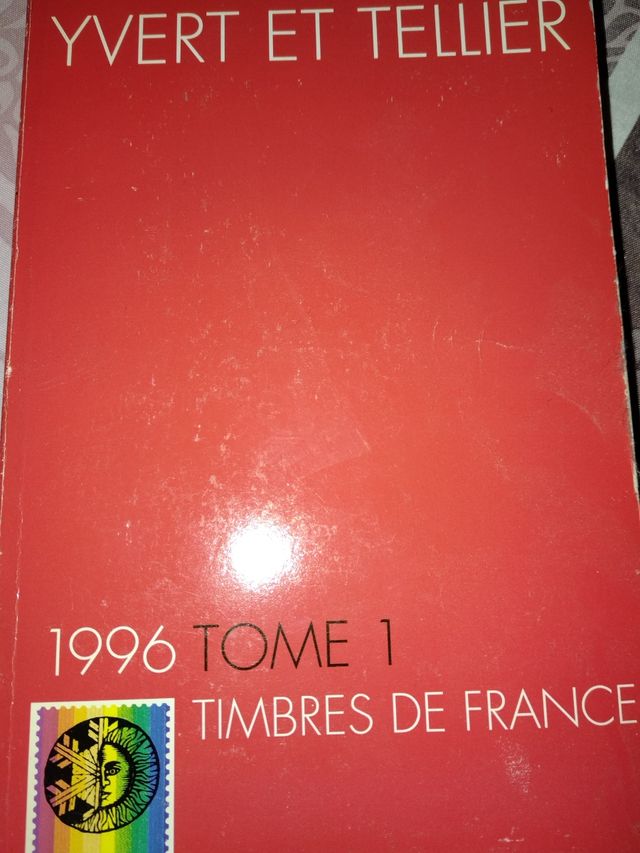 YVERT ET TELLIER
1996 TOME 1
TIMBRES DE FRANCE